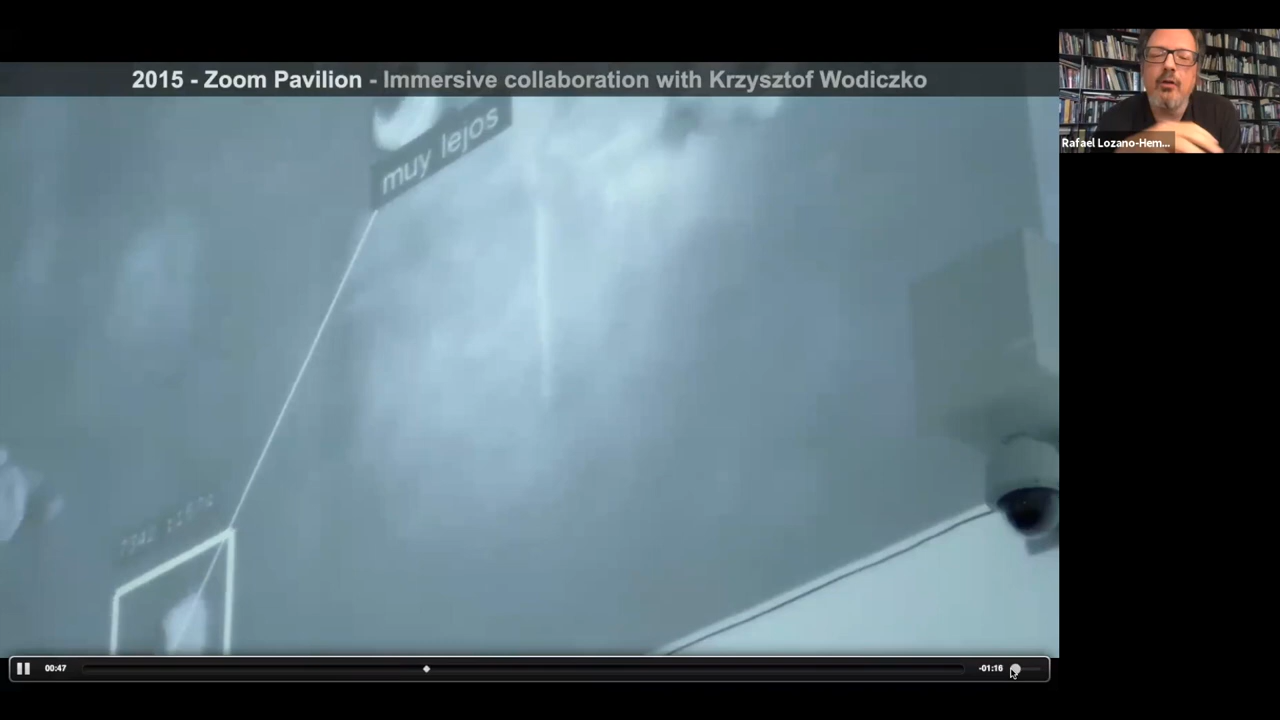 2015 - Zoom Pavilion - Immersive collaboration with Krzysztof Wodiczko
Rafael Lozano-Hem...
muy lejos
00:47
-01:16